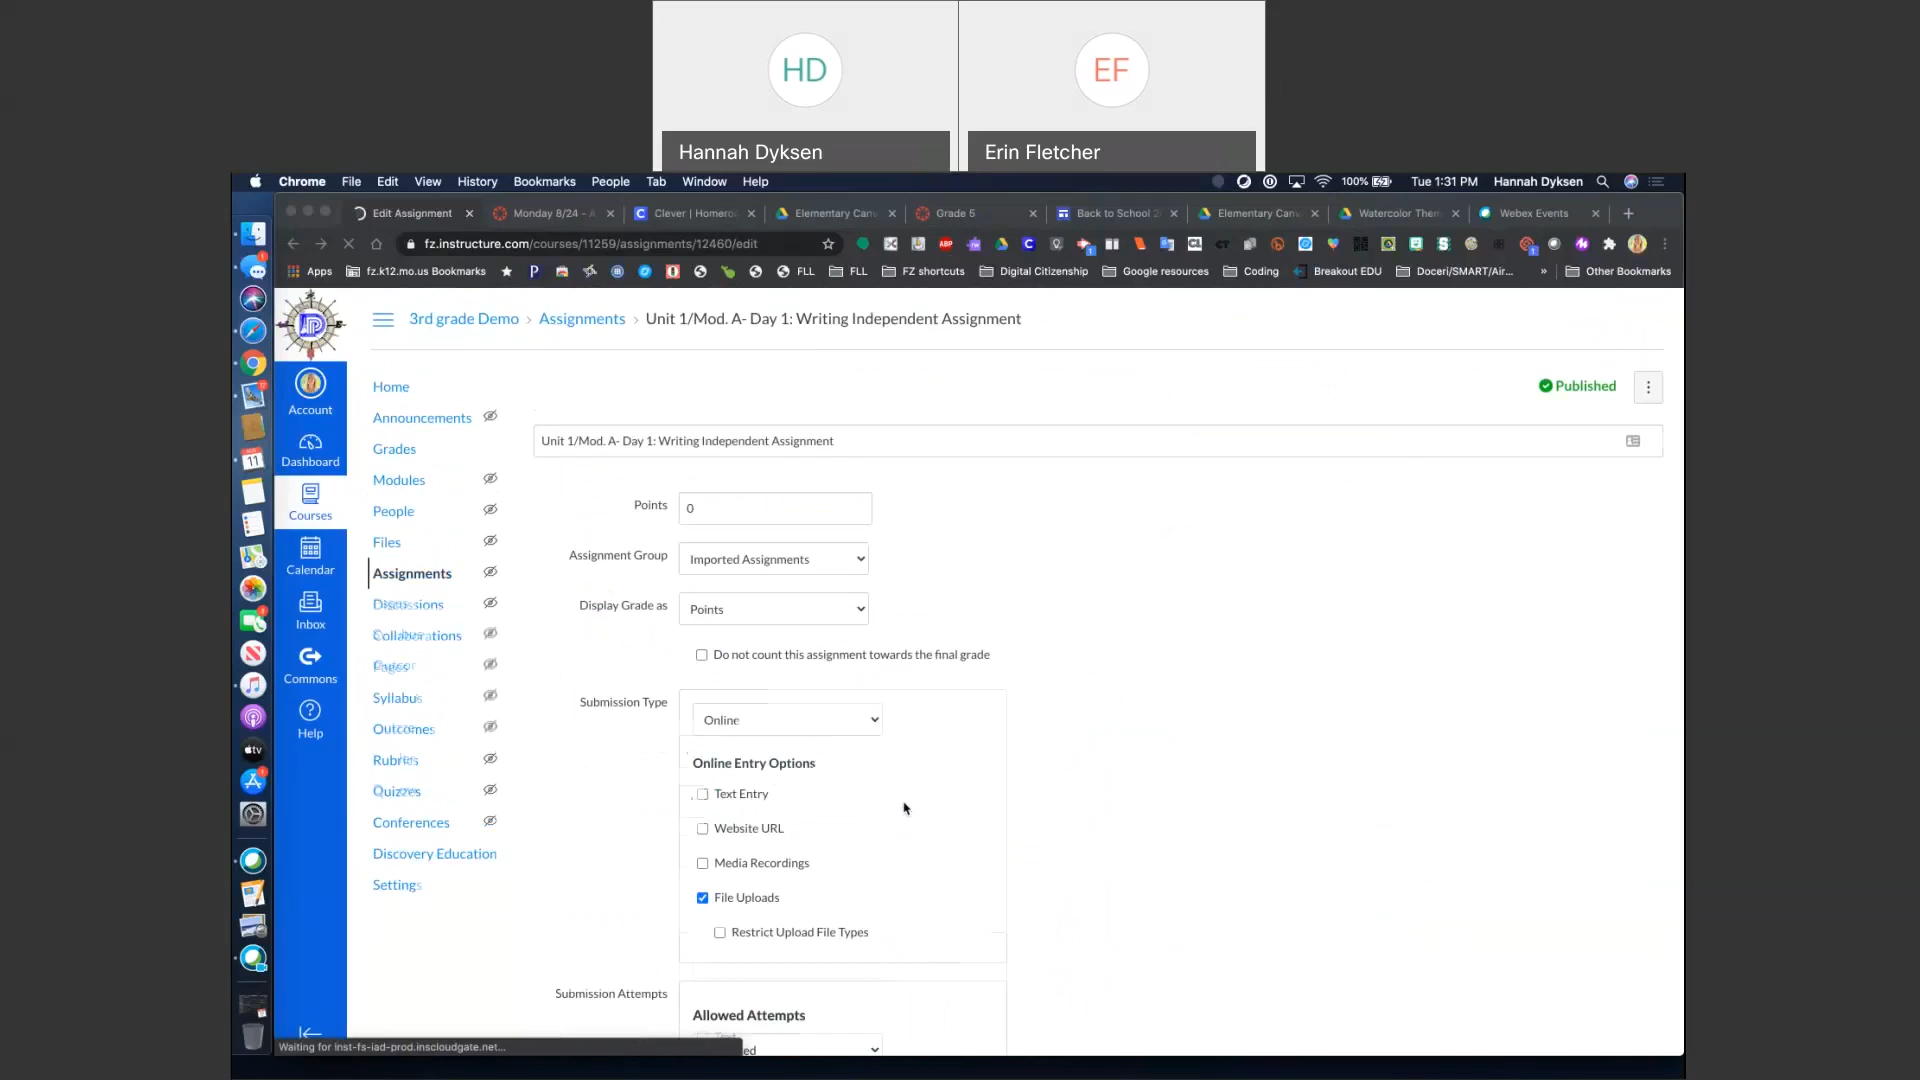 HD
EF
Hannah Dyksen
Erin Fletcher
Chrome File Edit View History Bookmarks People Tab Window Help
100% Tue 1:31 PM Hannah Dyksen
Edit Assignment
Monday 8/24 - A
Clever | Homero
Elementary Canv
Grade 5
Back to School 2
Elementary Canv
Watercolor Them
Webex Events
fz.instructure.com/courses/11259/assignments/12460/edit
Apps
fz.k12.mo.us Bookmarks
FLL
FLL
FZ shortcuts
Digital Citizenship
Google resources
Coding
Breakout EDU
Doceri/SMART/Air...
»
Other Bookmarks
3rd grade Demo › Assignments › Unit 1/Mod. A- Day 1: Writing Independent Assignment
Account
Dashboard
Courses
Calendar
Inbox
Commons
Help
Home
Announcements
Grades
Modules
People
Files
Assignments
Discussions
Collaborations
Pages
Syllabus
Outcomes
Rubrics
Quizzes
Conferences
Discovery Education
Settings
Published
Unit 1/Mod. A- Day 1: Writing Independent Assignment
Points 0
Assignment Group Imported Assignments
Display Grade as Points
Do not count this assignment towards the final grade
Submission Type Online
Online Entry Options
Text Entry
Website URL
Media Recordings
File Uploads
Restrict Upload File Types
Submission Attempts
Allowed Attempts
Waiting for inst-fs-iad-prod.inscloudgate.net...